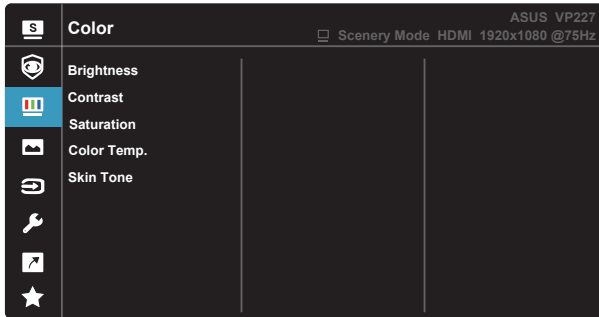 S
Color
ASUS VP227
Scenery Mode HDMI 1920x1080 @75Hz
Brightness
Contrast
Saturation
Color Temp.
Skin Tone